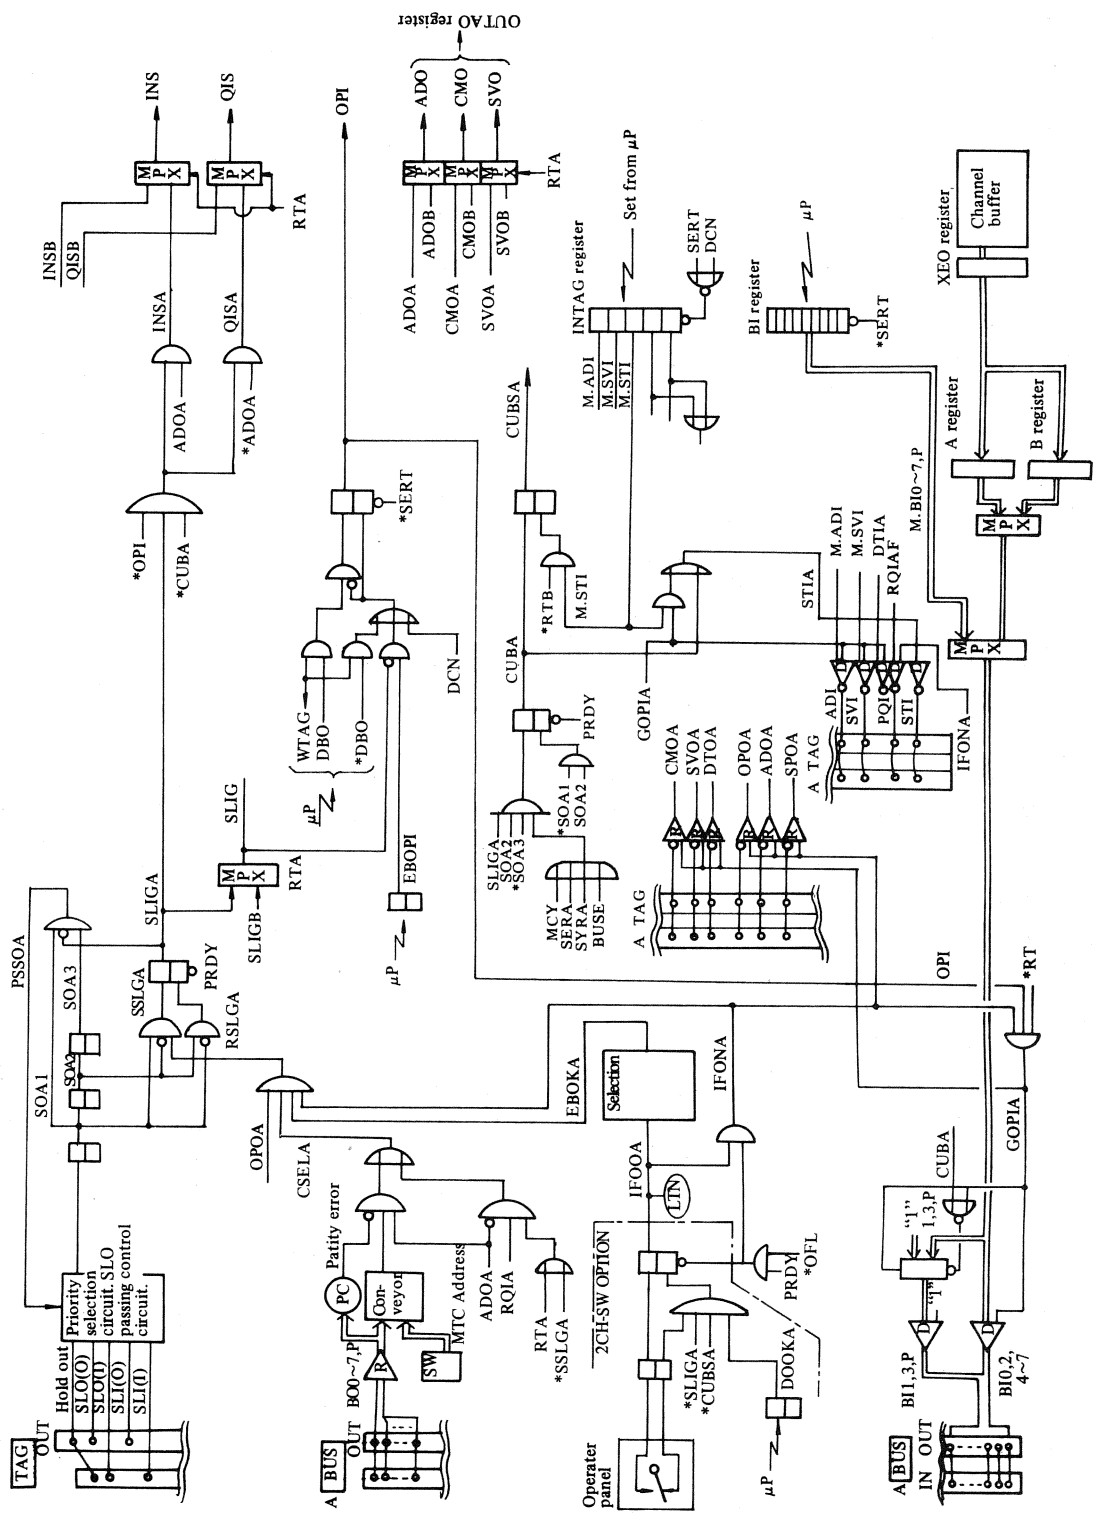 TAG
OUT
Hold out
SLO(O)
SLO(I)
SLI(O)
SLI(I)
Priority
selection
circuit. SLO
passing control
circuit.
PSSOA
SOA1
SOA2
SOA3
SSLGA
RSLGA
PRDY
SLIGA
SLIGB
M
P
X
RTA
SLIG
*OPI
*CUBA
ADOA
*ADOA
INSA
QISA
INSB
QISB
M
P
X
M
P
X
RTA
INS
QIS
A BUS
OUT
BO0~7,P
R
PC
Patity error
Con-
veyor
SW
MTC Address
OPOA
CSELA
ADOA
RQIA
RTA
*SSLGA
µP
EBOPI
WTAG
DBO
*DBO
µP
DCN
*SERT
OPI
ADOA
ADOB
CMOA
CMOB
SVOA
SVOB
M
P
X
M
P
X
M
P
X
RTA
ADO
CMO
SVO
OUTAO register
Operater
panel
2CH-SW OPTION
IFOOA
LTN
Selection
EBOKA
IFONA
*SLIGA
*CUBSA
DOOKA
µP
PRDY
*OFL
MCY
SERA
SYRA
BUSE
SLIGA
SOA2
*SOA3
*SOA1
SOA2
PRDY
CUBA
*RTB
M.STI
CUBSA
M.ADI
M.SVI
M.STI
INTAG register
Set from µP
SERT
DCN
A TAG
R
R
R
R
R
R
CMOA
SVOA
DTOA
OPOA
ADOA
SPOA
GOPIA
STIA
OPI
*RT
A TAG
ADI
SVI
PQI
STI
D
D
D
D
D
M.ADI
M.SVI
DTIA
RQIAF
IFONA
M.BI0~7,P
BI register
µP
*SERT
A BUS
IN OUT
BI1,3,P
BI0,2,
4~7
D
D
"1"
"1"
1,3,P
CUBA
GOPIA
M
P
X
M
P
X
A register
B register
XEO register
Channel
buffer